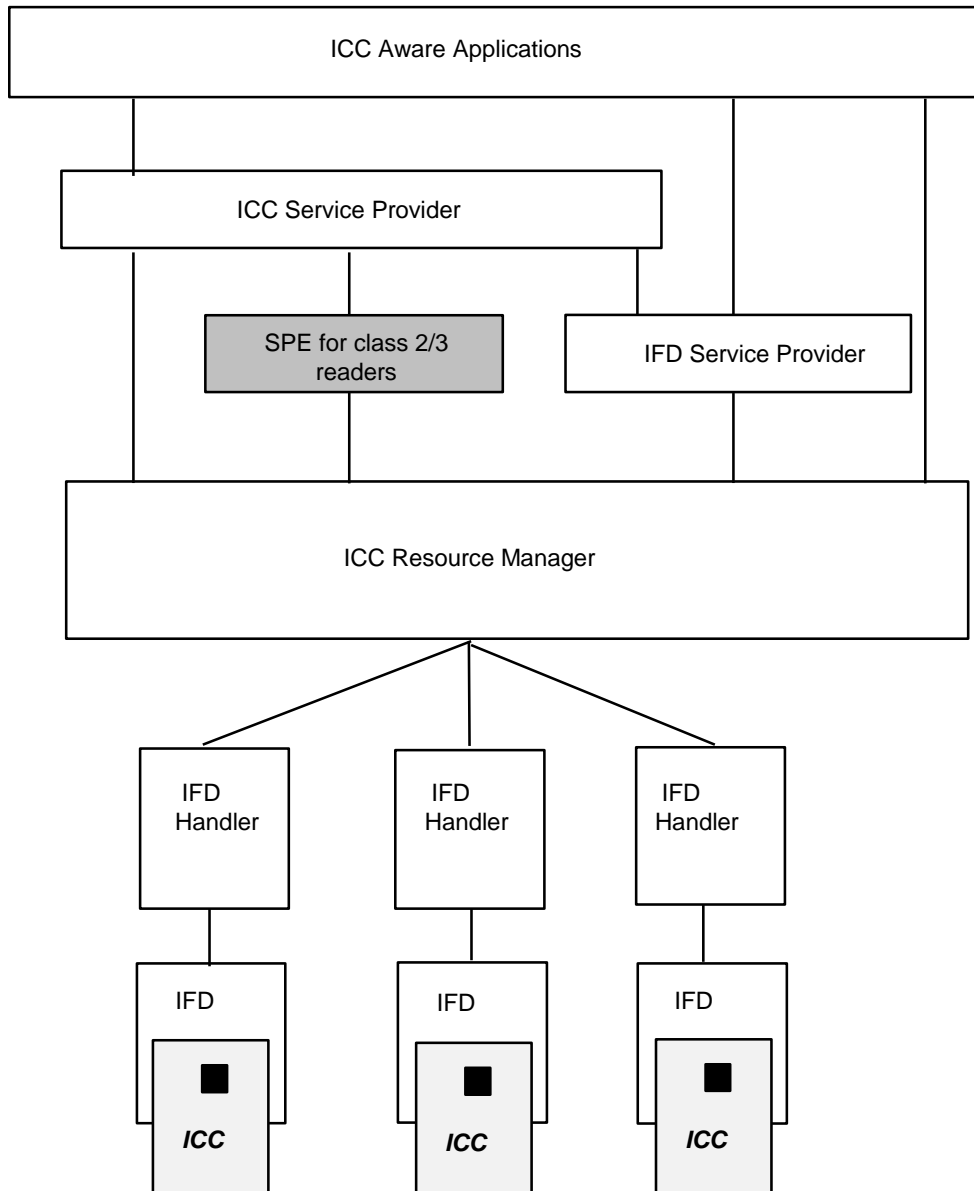 ICC Aware Applications
ICC Service Provider
SPE for class 2/3
readers
IFD Service Provider
ICC Resource Manager
IFD
Handler
IFD
Handler
IFD
Handler
IFD
IFD
IFD
ICC
ICC
ICC